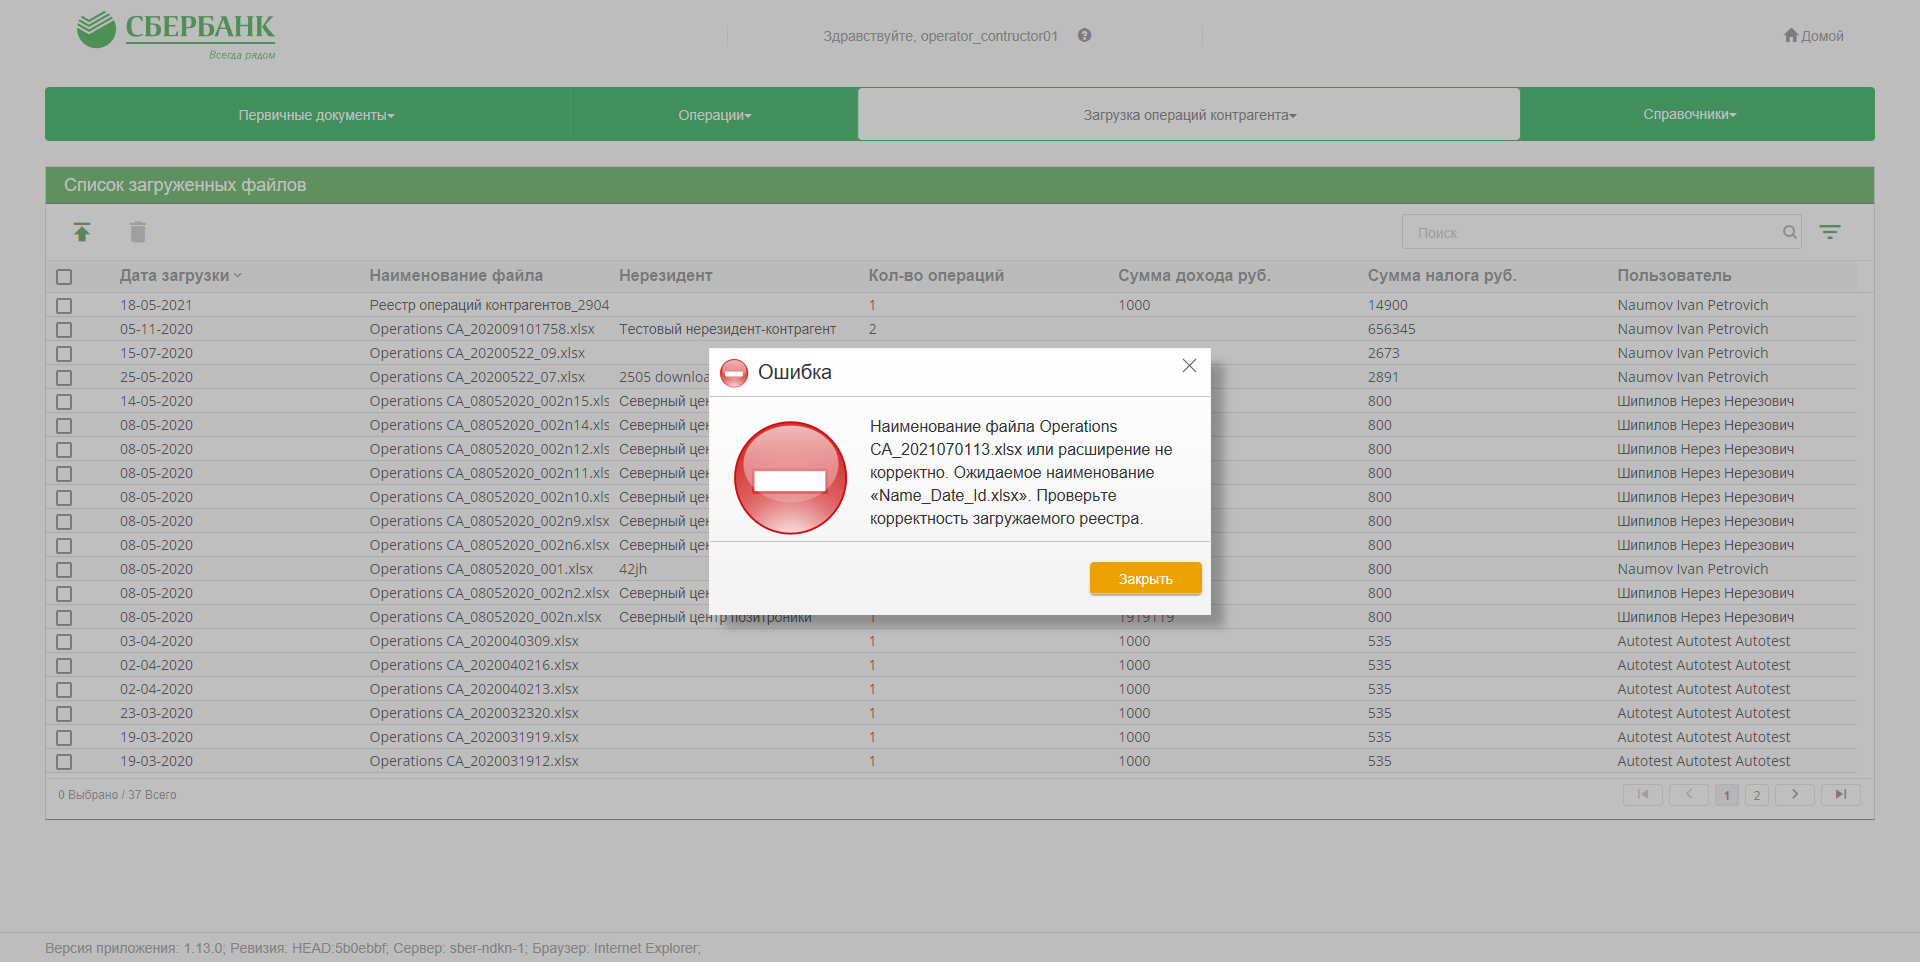 СБЕРБАНК
Всегда рядом
Здравствуйте, operator_contructor01
Домой
Первичные документы
Операции
Загрузка операций контрагента
Справочники
Список загруженных файлов
Поиск
Дата загрузки Наименование файла Нерезидент Кол-во операций Сумма дохода руб. Сумма налога руб. Пользователь
18-05-2021 Реестр операций контрагентов_2904 1 1000 14900 Naumov Ivan Petrovich
05-11-2020 Operations CA_202009101758.xlsx Тестовый нерезидент-контрагент 2 656345 Naumov Ivan Petrovich
15-07-2020 Operations CA_20200522_09.xlsx 2673 Naumov Ivan Petrovich
25-05-2020 Operations CA_20200522_07.xlsx 2505 downloa 2891 Naumov Ivan Petrovich
14-05-2020 Operations CA_08052020_002n15.xls Северный цен 800 Шипилов Нерез Нерезович
08-05-2020 Operations CA_08052020_002n14.xls Северный цен 800 Шипилов Нерез Нерезович
08-05-2020 Operations CA_08052020_002n12.xls Северный цен 800 Шипилов Нерез Нерезович
08-05-2020 Operations CA_08052020_002n11.xls Северный цен 800 Шипилов Нерез Нерезович
08-05-2020 Operations CA_08052020_002n10.xls Северный цен 800 Шипилов Нерез Нерезович
08-05-2020 Operations CA_08052020_002n9.xlsx Северный цен 800 Шипилов Нерез Нерезович
08-05-2020 Operations CA_08052020_002n6.xlsx Северный цен 800 Шипилов Нерез Нерезович
08-05-2020 Operations CA_08052020_001.xlsx 42jh 800 Naumov Ivan Petrovich
08-05-2020 Operations CA_08052020_002n2.xlsx Северный цен 800 Шипилов Нерез Нерезович
08-05-2020 Operations CA_08052020_002n.xlsx Северный центр позитроники 1 1919119 800 Шипилов Нерез Нерезович
03-04-2020 Operations CA_2020040309.xlsx 1 1000 535 Autotest Autotest Autotest
02-04-2020 Operations CA_2020040216.xlsx 1 1000 535 Autotest Autotest Autotest
02-04-2020 Operations CA_2020040213.xlsx 1 1000 535 Autotest Autotest Autotest
23-03-2020 Operations CA_2020032320.xlsx 1 1000 535 Autotest Autotest Autotest
19-03-2020 Operations CA_2020031919.xlsx 1 1000 535 Autotest Autotest Autotest
19-03-2020 Operations CA_2020031912.xlsx 1 1000 535 Autotest Autotest Autotest
Ошибка
Наименование файла Operations
CA_2021070113.xlsx или расширение не
корректно. Ожидаемое наименование
«Name_Date_Id.xlsx». Проверьте
корректность загружаемого реестра.
Закрыть
0 Выбрано / 37 Всего
1 2
Версия приложения: 1.13.0; Ревизия: HEAD:5b0ebbf; Сервер: sber-ndkn-1; Браузер: Internet Explorer;